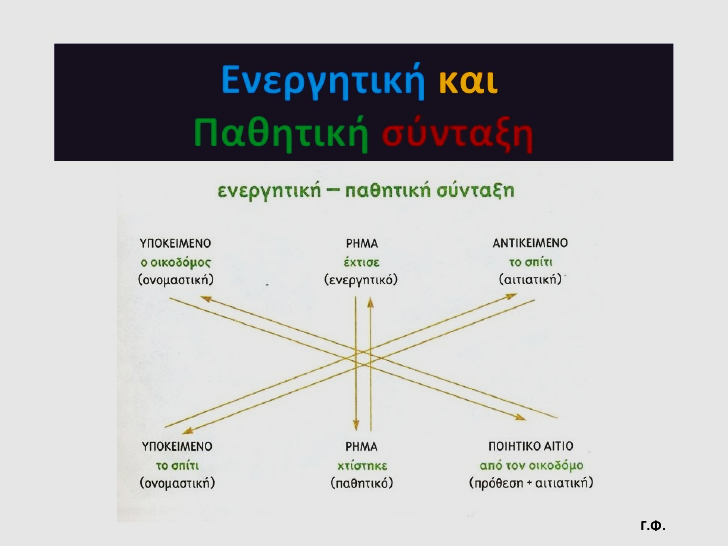 Ενεργητική και
Παθητική σύνταξη
ενεργητική – παθητική σύνταξη
ΥΠΟΚΕΙΜΕΝΟ ΡΗΜΑ ΑΝΤΙΚΕΙΜΕΝΟ
ο οικοδόμος έχτισε το σπίτι
(ονομαστική) (ενεργητικό) (αιτιατική)
ΥΠΟΚΕΙΜΕΝΟ ΡΗΜΑ ΠΟΙΗΤΙΚΟ ΑΙΤΙΟ
το σπίτι χτίστηκε από τον οικοδόμο
(ονομαστική) (παθητικό) (πρόθεση + αιτιατική)
Γ.Φ.